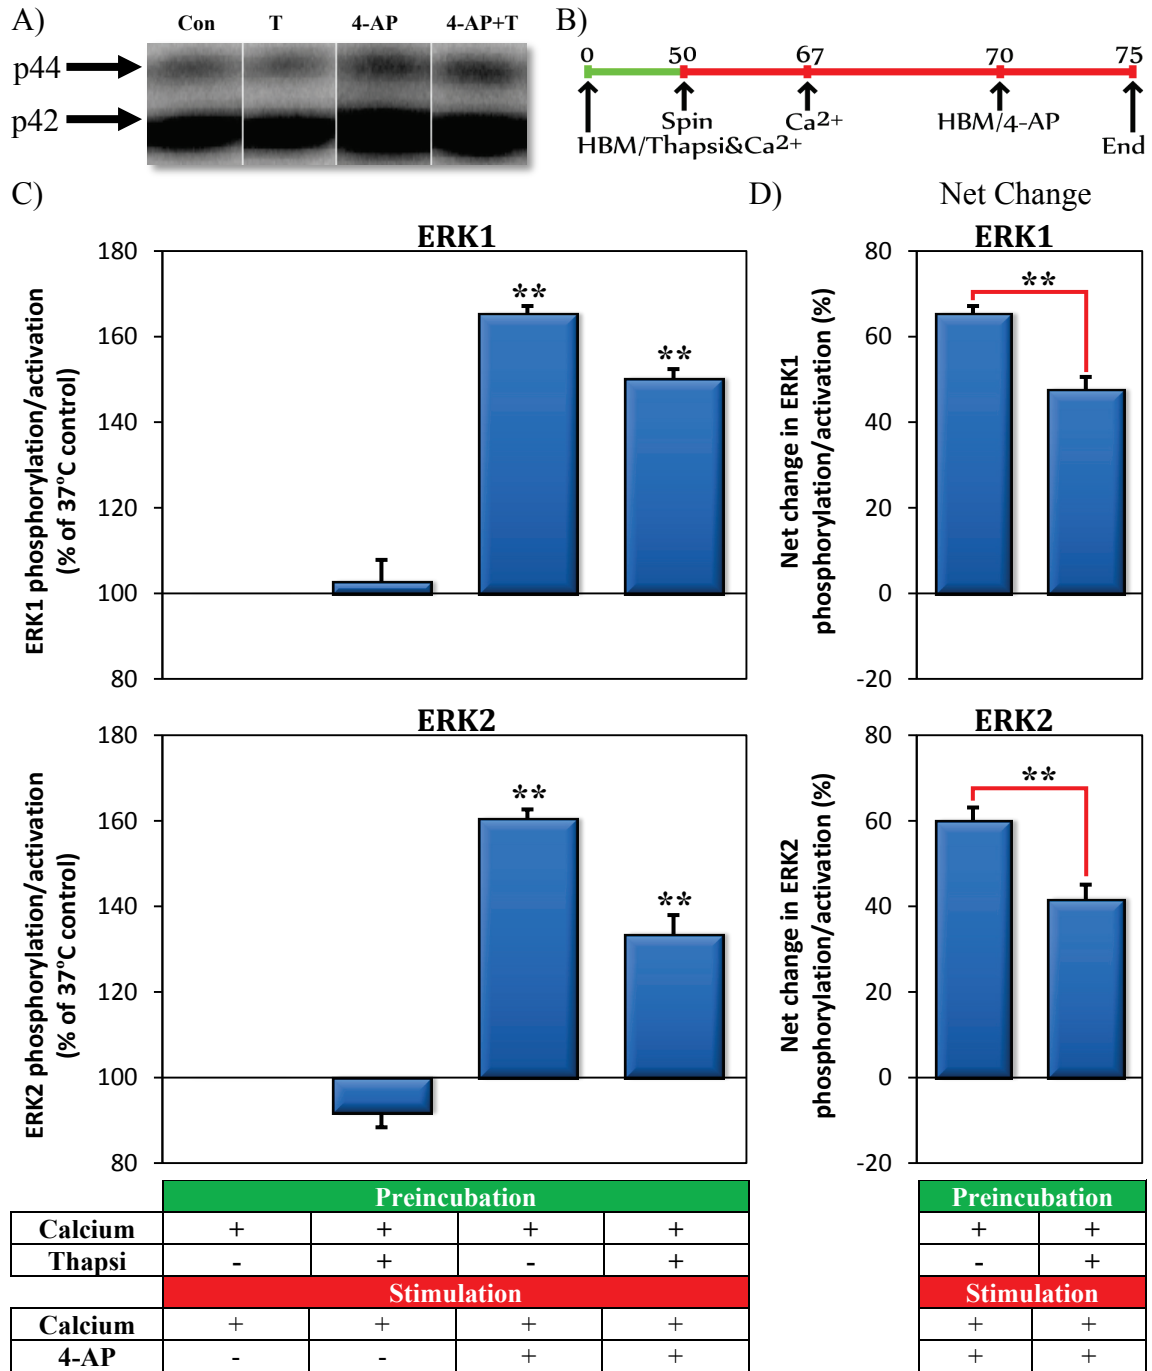 A)
Con T 4-AP 4-AP+T
p44
p42
B)
0 50 67 70 75
Spin Ca2+ HBM/4-AP
HBM/Thapsi&Ca2+ End
C)
ERK1
ERK1 phosphorylation/activation
(% of 37°C control)
180
160
140
120
100
80
** **
D) Net Change
ERK1
Net change in ERK1
phosphorylation/activation (%)
80
60
40
20
0
-20
**
ERK2
ERK2 phosphorylation/activation
(% of 37°C control)
180
160
140
120
100
80
** **
ERK2
Net change in ERK2
phosphorylation/activation (%)
80
60
40
20
0
-20
**
Preincubation
Calcium + + + +
Thapsi - + - +
Stimulation
Calcium + + + +
4-AP - - + +
Preincubation
+ +
- +
Stimulation
+ +
+ +